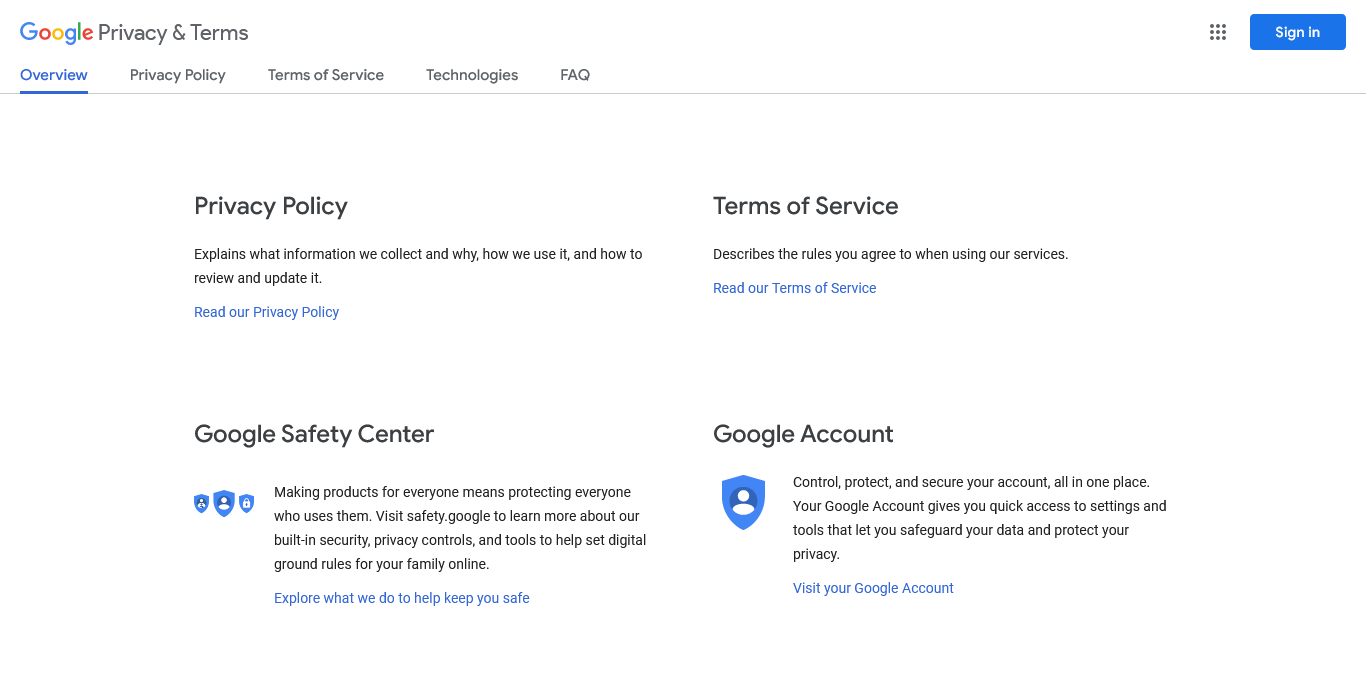 Google Privacy & Terms
Sign in
Overview
Privacy Policy
Terms of Service
Technologies
FAQ
Privacy Policy
Explains what information we collect and why, how we use it, and how to
review and update it.
Read our Privacy Policy
Terms of Service
Describes the rules you agree to when using our services.
Read our Terms of Service
Google Safety Center
Making products for everyone means protecting everyone
who uses them. Visit safety.google to learn more about our
built-in security, privacy controls, and tools to help set digital
ground rules for your family online.
Explore what we do to help keep you safe
Google Account
Control, protect, and secure your account, all in one place.
Your Google Account gives you quick access to settings and
tools that let you safeguard your data and protect your
privacy.
Visit your Google Account